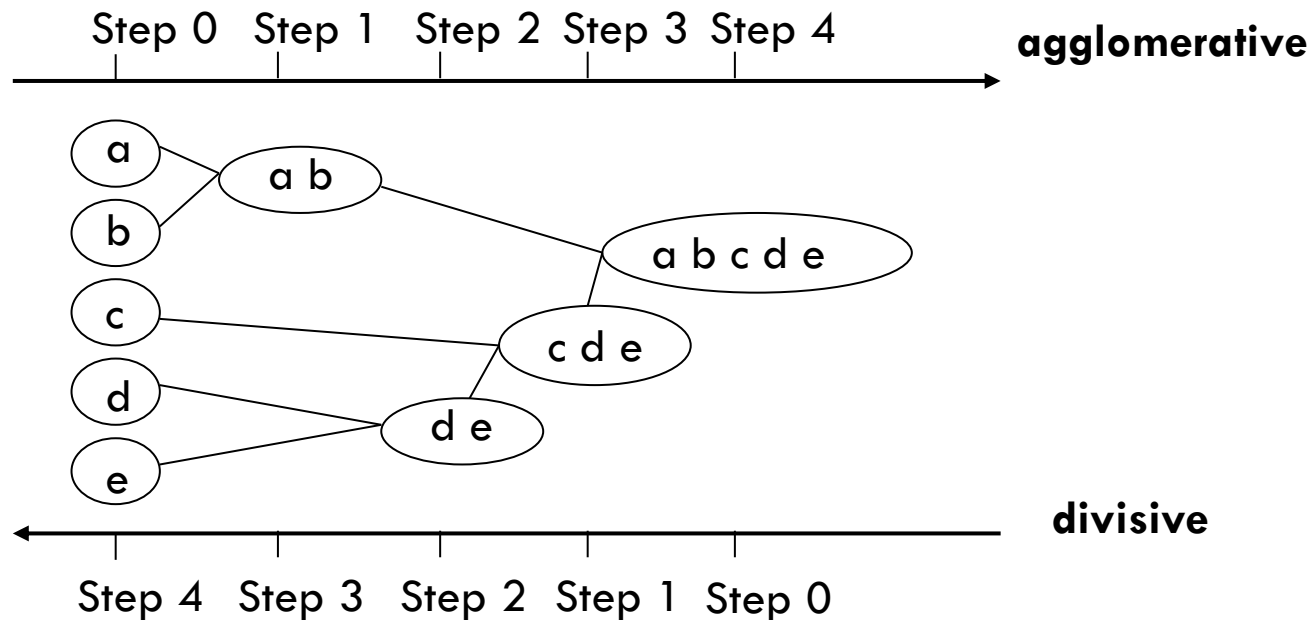 Step 0 Step 1 Step 2 Step 3 Step 4
agglomerative
a
a b
b
a b c d e
c
c d e
d
d e
e
divisive
Step 4 Step 3 Step 2 Step 1 Step 0